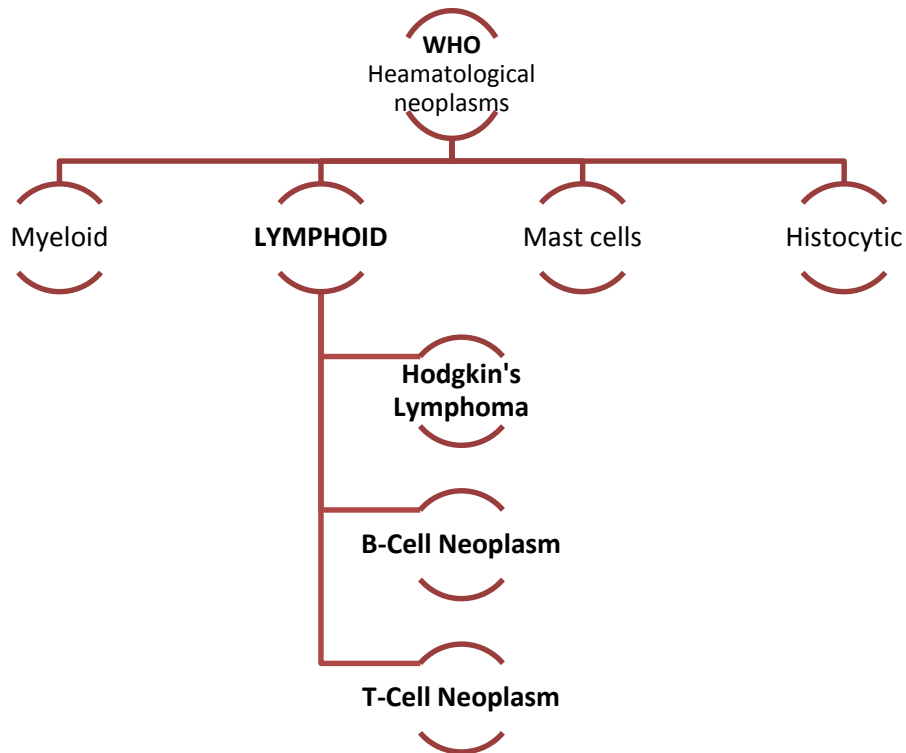 WHO
Heamatological
neoplasms
Myeloid
LYMPHOID
Mast cells
Histocytic
Hodgkin's
Lymphoma
B-Cell Neoplasm
T-Cell Neoplasm